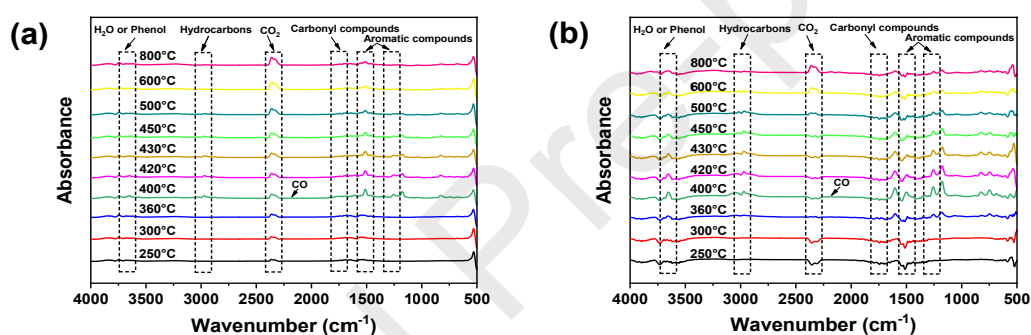 (a)
H₂O or Phenol Hydrocarbons CO₂ Carbonyl compounds
Aromatic compounds
800°C
600°C
500°C
450°C
430°C
420°C
CO
400°C
360°C
300°C
250°C
Absorbance
4000 3500 3000 2500 2000 1500 1000 500
Wavenumber (cm⁻¹)
(b)
H₂O or Phenol Hydrocarbons CO₂ Carbonyl compounds
Aromatic compounds
800°C
600°C
500°C
450°C
430°C
420°C
CO
400°C
360°C
300°C
250°C
Absorbance
4000 3500 3000 2500 2000 1500 1000 500
Wavenumber (cm⁻¹)